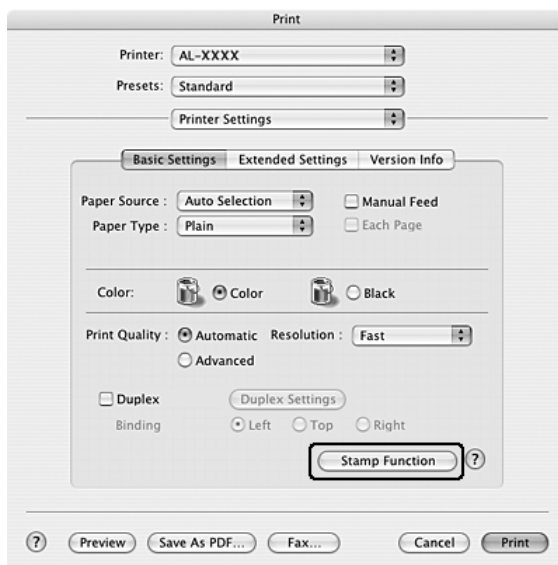 Print
Printer: AL-XXXX
Presets: Standard
Printer Settings
Basic Settings Extended Settings Version Info
Paper Source : Auto Selection Manual Feed
Paper Type : Plain Each Page
Color: Color Black
Print Quality : Automatic Resolution : Fast
Advanced
Duplex Duplex Settings
Binding Left Top Right
Stamp Function ?
? Preview Save As PDF... Fax... Cancel Print